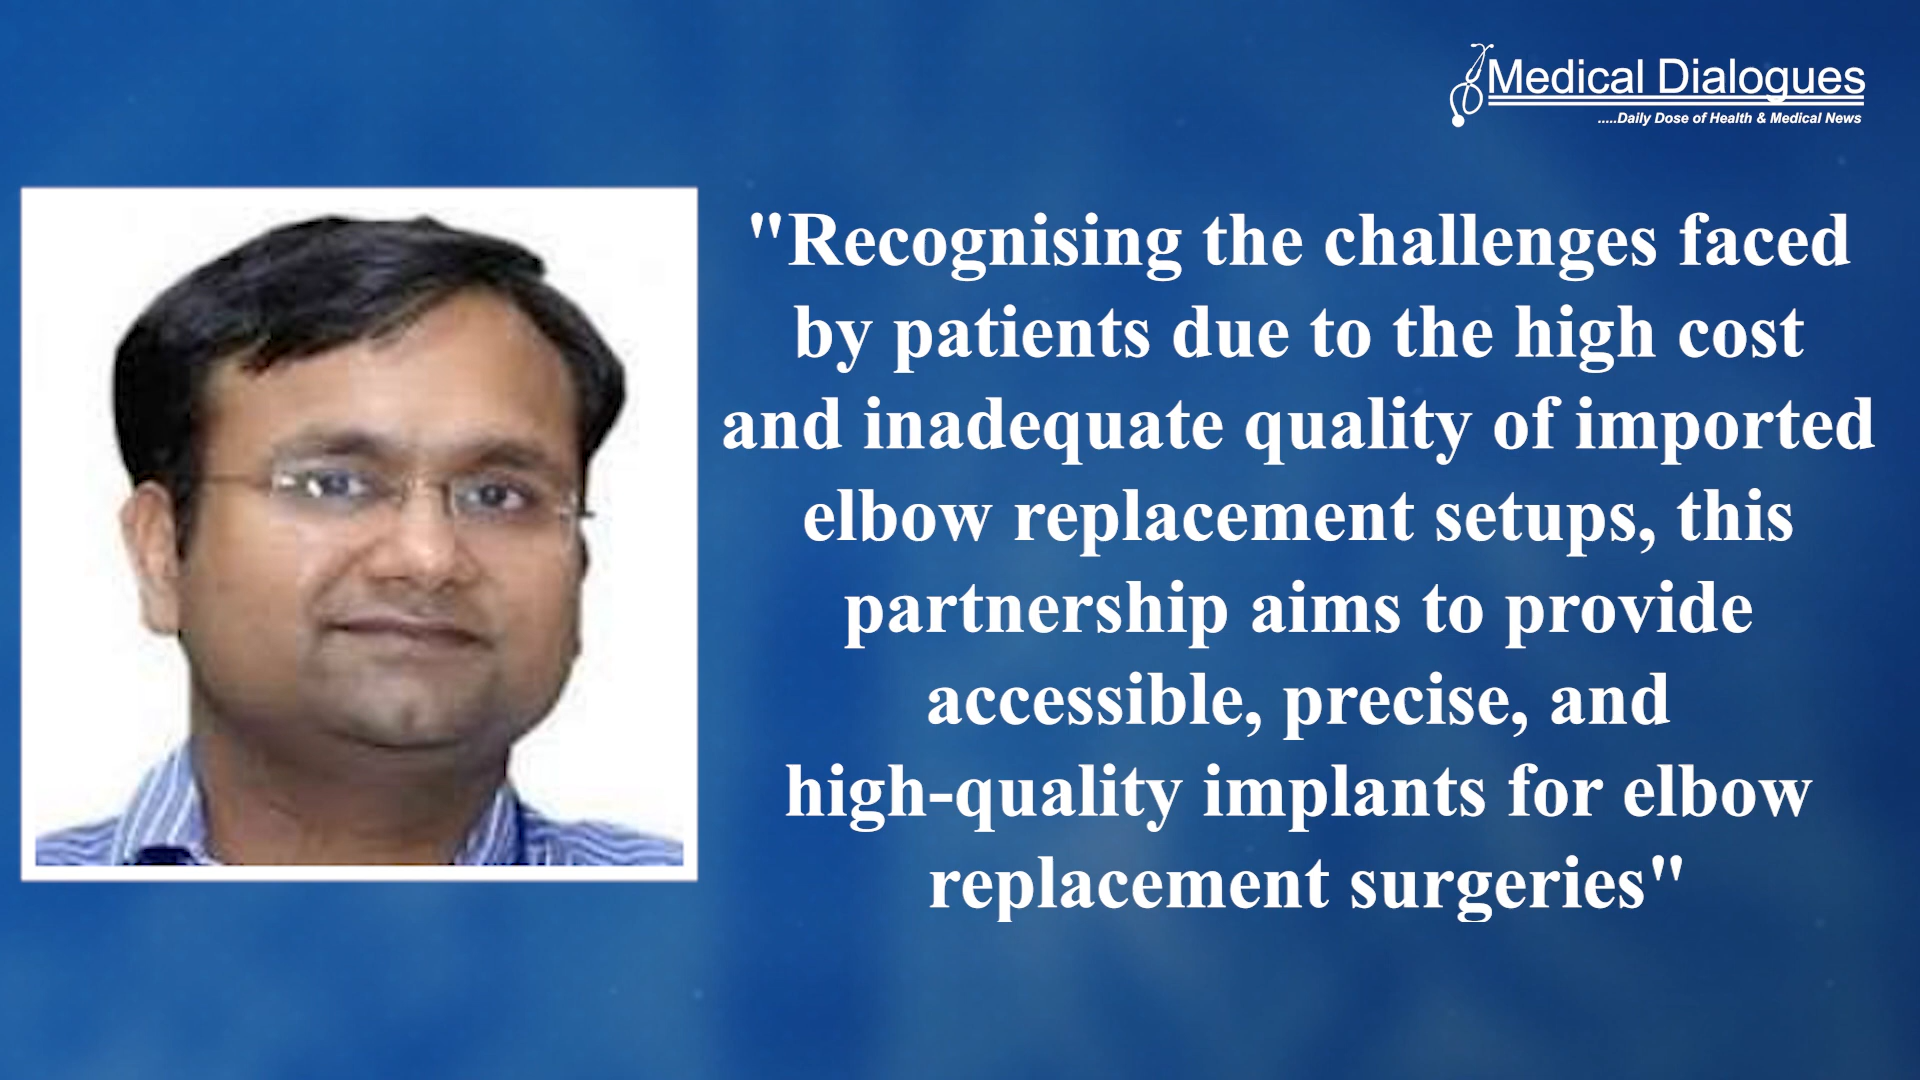 Medical Dialogues
.....Daily Dose of Health & Medical News
"Recognising the challenges faced
by patients due to the high cost
and inadequate quality of imported
elbow replacement setups, this
partnership aims to provide
accessible, precise, and
high-quality implants for elbow
replacement surgeries"